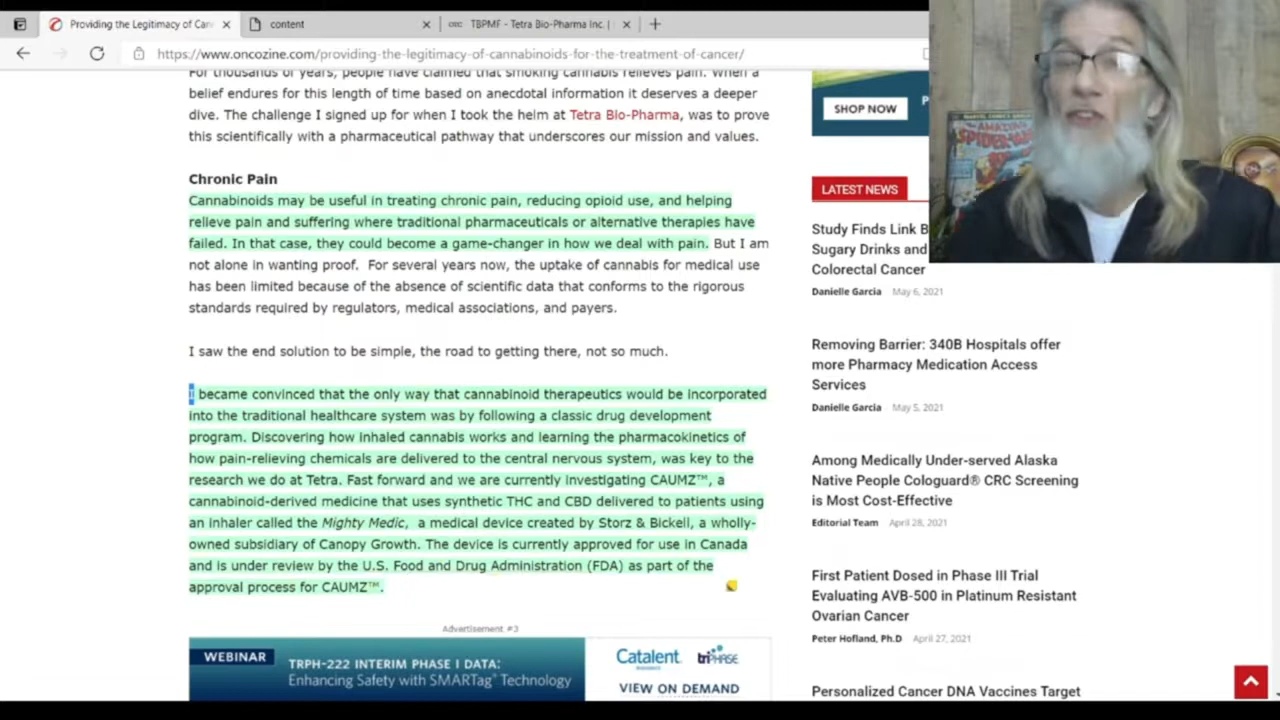 Providing the Legitimacy of Can
content
TBPMF - Tetra Bio-Pharma Inc. |
https://www.oncozine.com/providing-the-legitimacy-of-cannabinoids-for-the-treatment-of-cancer/
For thousands of years, people have claimed that smoking cannabis relieves pain. When a
belief endures for this length of time based on anecdotal information it deserves a deeper
dive. The challenge I signed up for when I took the helm at Tetra Bio-Pharma, was to prove
this scientifically with a pharmaceutical pathway that underscores our mission and values.
Chronic Pain
Cannabinoids may be useful in treating chronic pain, reducing opioid use, and helping
relieve pain and suffering where traditional pharmaceuticals or alternative therapies have
failed. In that case, they could become a game-changer in how we deal with pain. But I am
not alone in wanting proof. For several years now, the uptake of cannabis for medical use
has been limited because of the absence of scientific data that conforms to the rigorous
standards required by regulators, medical associations, and payers.
I saw the end solution to be simple, the road to getting there, not so much.
I became convinced that the only way that cannabinoid therapeutics would be incorporated
into the traditional healthcare system was by following a classic drug development
program. Discovering how inhaled cannabis works and learning the pharmacokinetics of
how pain-relieving chemicals are delivered to the central nervous system, was key to the
research we do at Tetra. Fast forward and we are currently investigating CAUMZ™, a
cannabinoid-derived medicine that uses synthetic THC and CBD delivered to patients using
an inhaler called the Mighty Medic, a medical device created by Storz & Bickell, a wholly-
owned subsidiary of Canopy Growth. The device is currently approved for use in Canada
and is under review by the U.S. Food and Drug Administration (FDA) as part of the
approval process for CAUMZ™.
Advertisement #3
WEBINAR
TRPH-222 INTERIM PHASE I DATA:
Enhancing Safety with SMARTag® Technology
Catalent
triPHASE
VIEW ON DEMAND
SHOP NOW
P
LATEST NEWS
Study Finds Link B
Sugary Drinks and
Colorectal Cancer
Danielle Garcia May 6, 2021
Removing Barrier: 340B Hospitals offer
more Pharmacy Medication Access
Services
Danielle Garcia May 5, 2021
Among Medically Under-served Alaska
Native People Cologuard® CRC Screening
is Most Cost-Effective
Editorial Team April 28, 2021
First Patient Dosed in Phase III Trial
Evaluating AVB-500 in Platinum Resistant
Ovarian Cancer
Peter Hofland, Ph.D April 27, 2021
Personalized Cancer DNA Vaccines Target
AMAZING